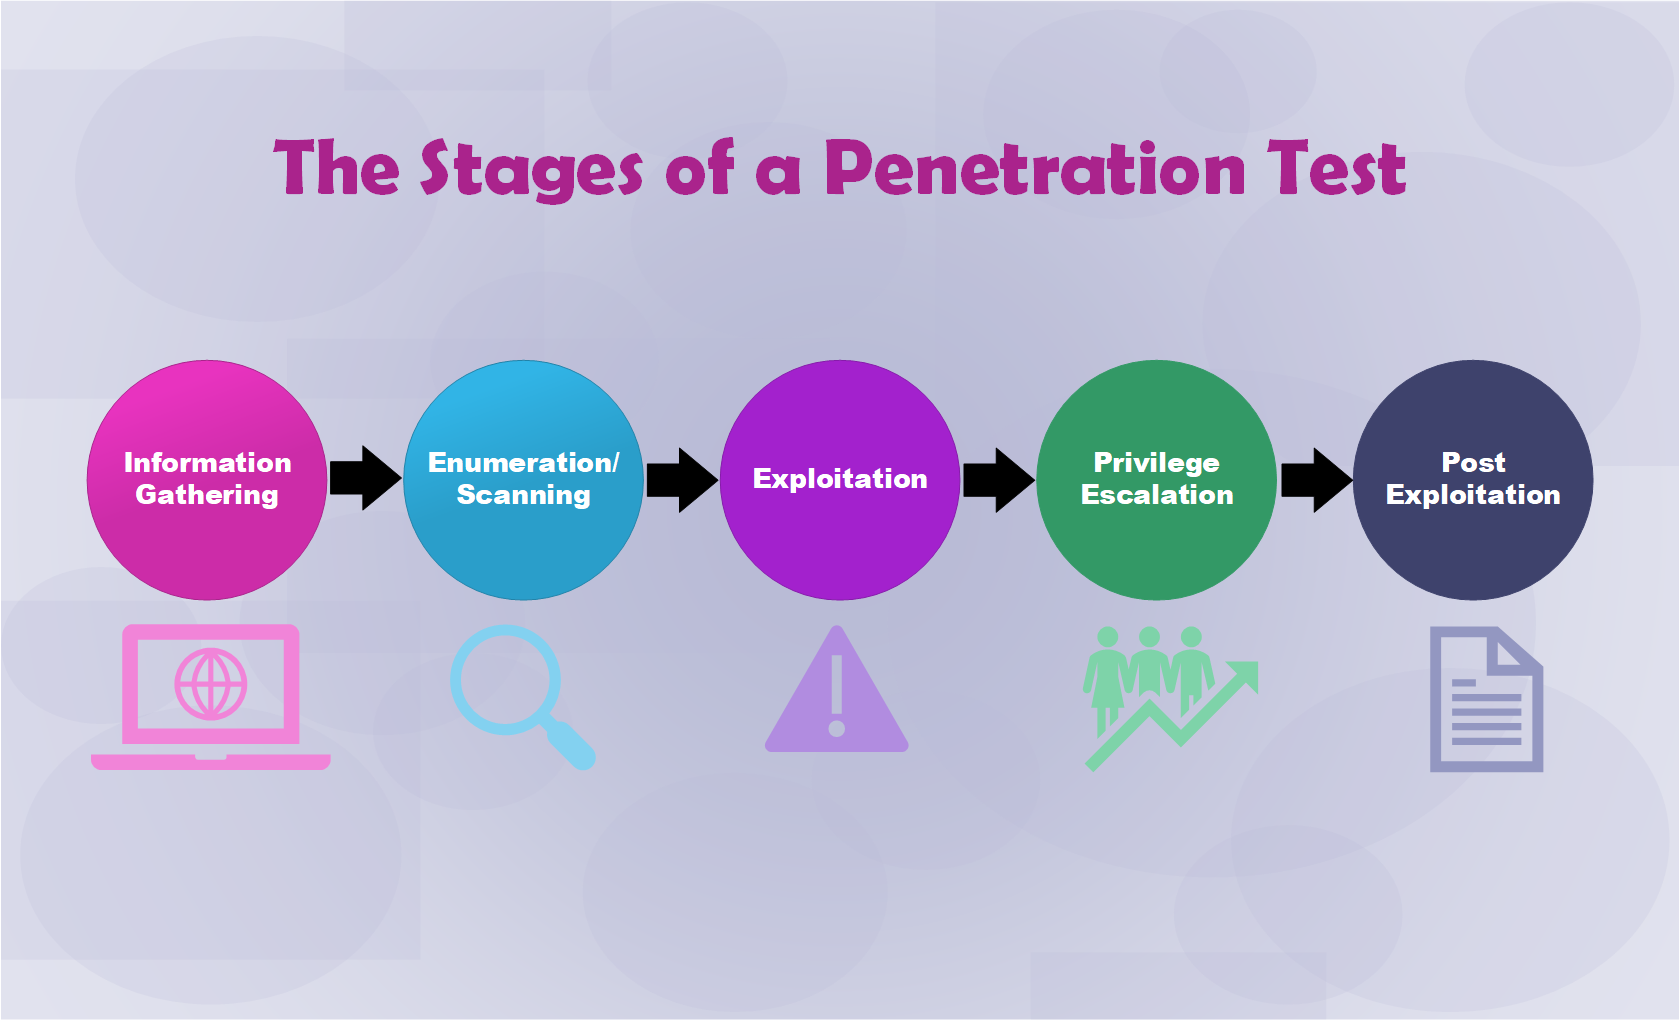 The Stages of a Penetration Test
Information
Gathering
Enumeration/
Scanning
Exploitation
Privilege
Escalation
Post
Exploitation